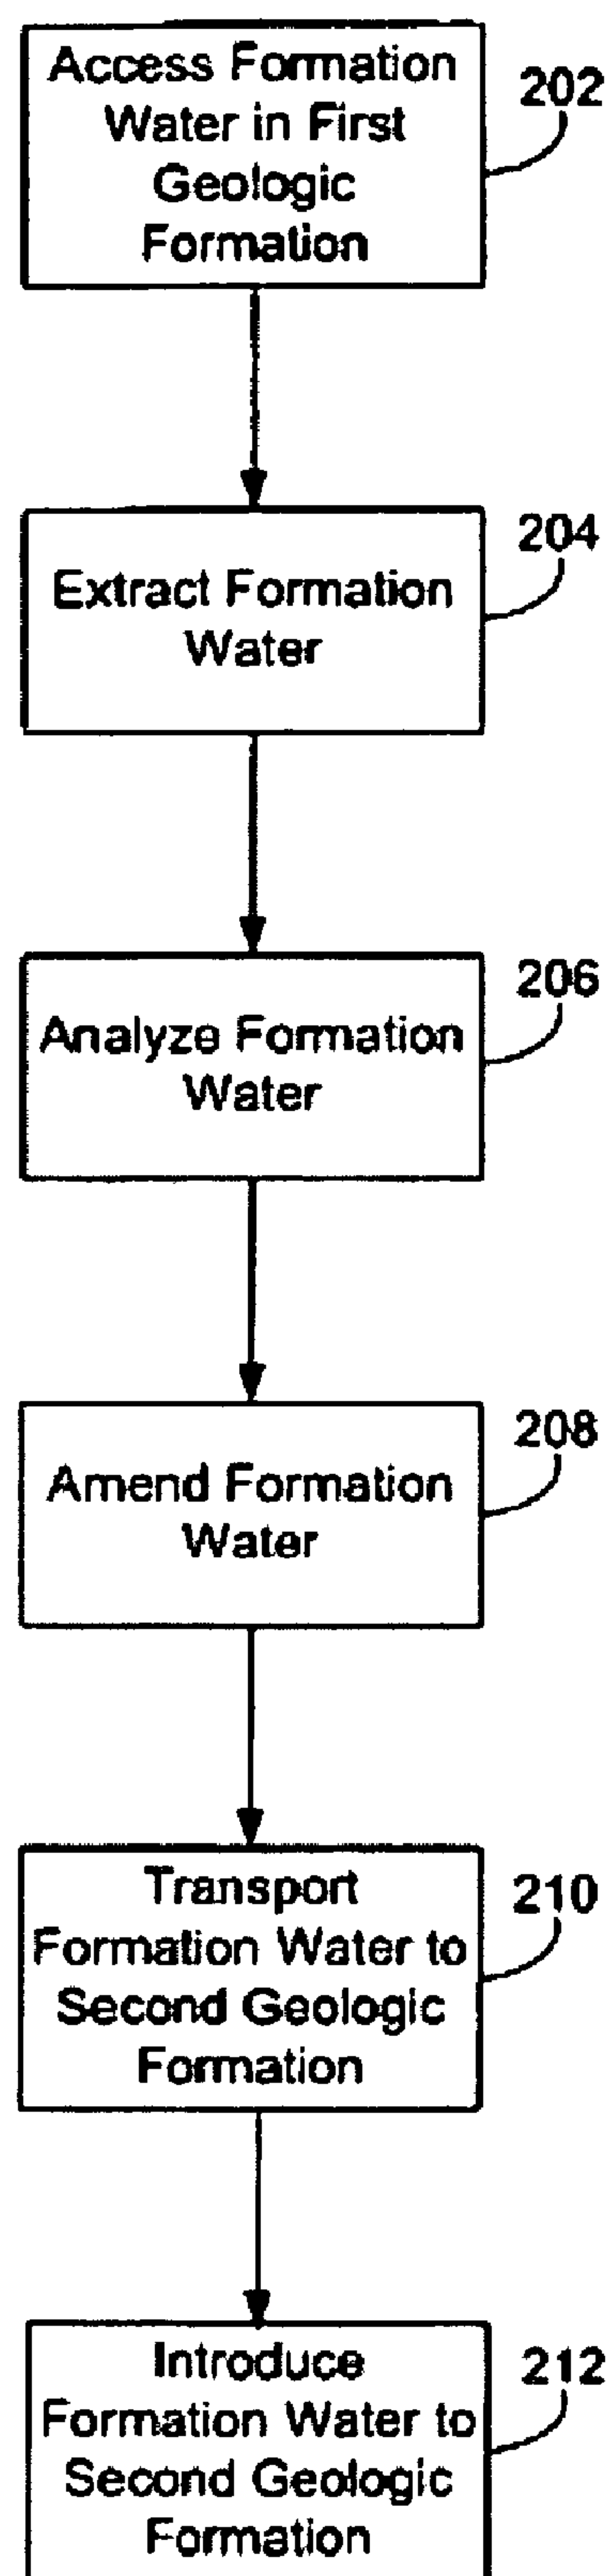 Access Formation
Water in First
Geologic
Formation
202
Extract Formation
Water
204
Analyze Formation
Water
206
Amend Formation
Water
208
Transport
Formation Water to
Second Geologic
Formation
210
Introduce
Formation Water to
Second Geologic
Formation
212